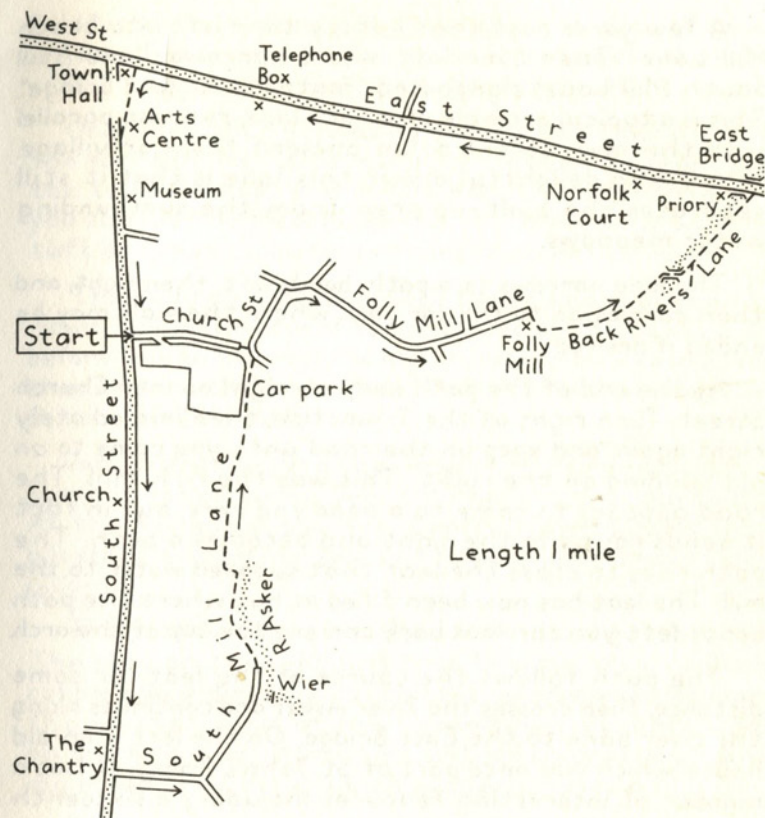 West St
Telephone
Box
Town
Hall
East Street
Arts
Centre
East
Bridge
Museum
Norfolk
Court
Priory
Back Rivers Lane
Church St
Folly Mill Lane
Folly
Mill
Start
Car park
South Street
Church
South Mill Lane
R Asker
Length 1 mile
Wier
The
Chantry